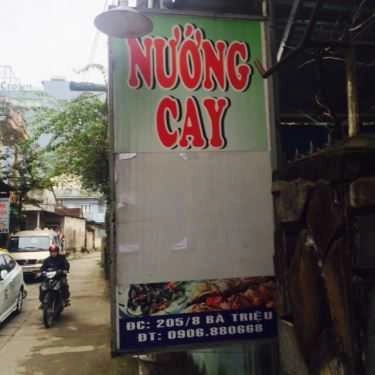 NƯỚNG
CAY
ĐC: 205/8 BÀ TRIỆU
ĐT: 0906.880668